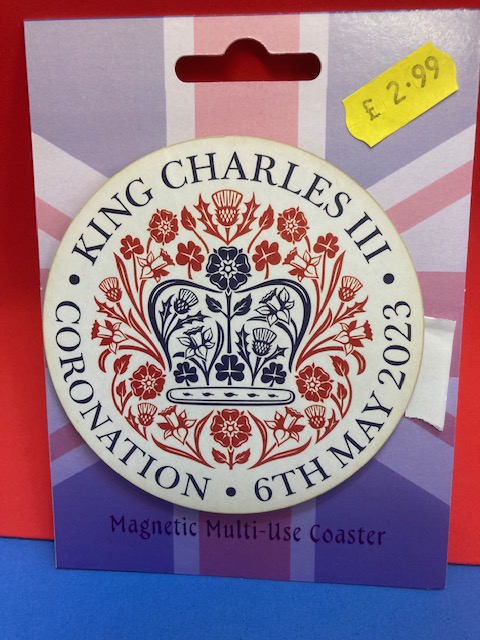 £ 2.99
KING CHARLES III
CORONATION • 6TH MAY 2023
Magnetic Multi-Use Coaster